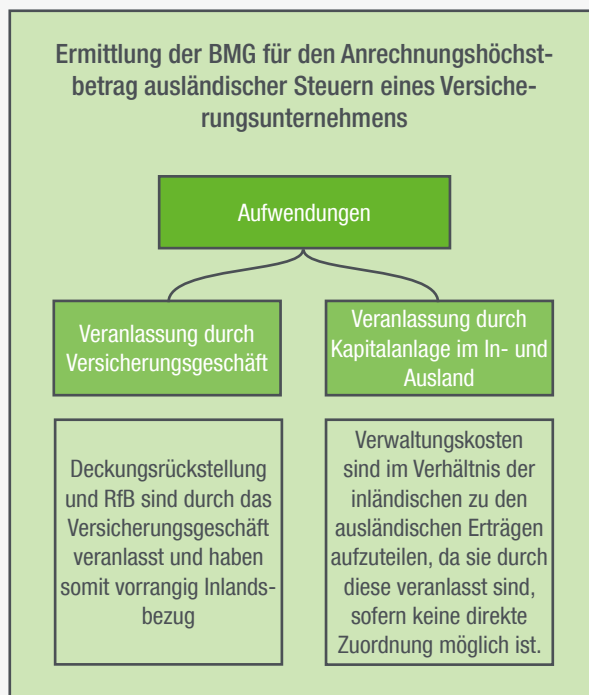 Ermittlung der BMG für den Anrechnungshöchst-
betrag ausländischer Steuern eines Versiche-
rungsunternehmens
Aufwendungen
Veranlassung durch
Versicherungsgeschäft
Veranlassung durch
Kapitalanlage im In- und
Ausland
Deckungsrückstellung
und RfB sind durch das
Versicherungsgeschäft
veranlasst und haben
somit vorrangig Inlands-
bezug
Verwaltungskosten
sind im Verhältnis der
inländischen zu den
ausländischen Erträgen
aufzuteilen, da sie durch
diese veranlasst sind,
sofern keine direkte
Zuordnung möglich ist.